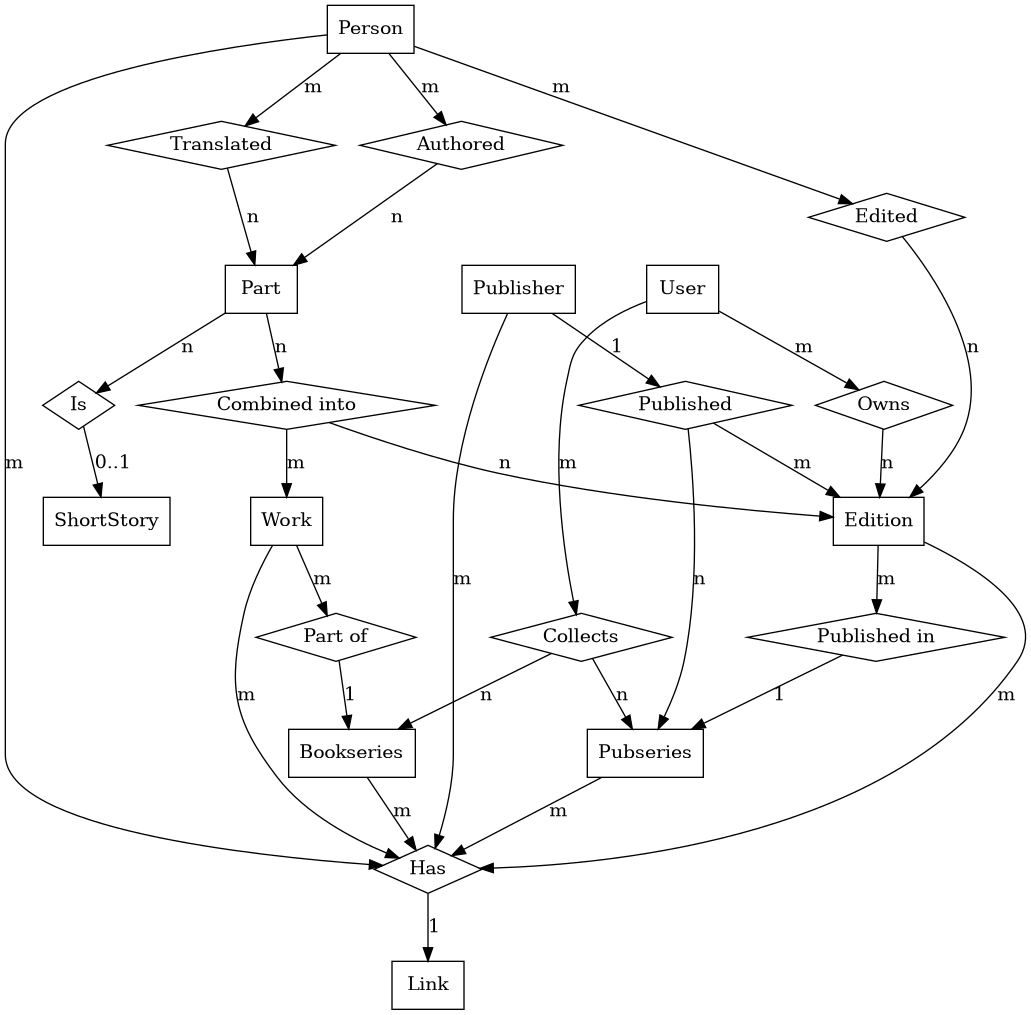 Person
m
m
m
Translated
Authored
Edited
n
n
Part
Publisher
User
n
n
1
m
n
Is
Combined into
Published
Owns
m
0..1
m
n
m
m
n
ShortStory
Work
Edition
m
m
n
m
Part of
Collects
Published in
m
1
n
n
1
m
Bookseries
Pubseries
m
m
Has
1
Link